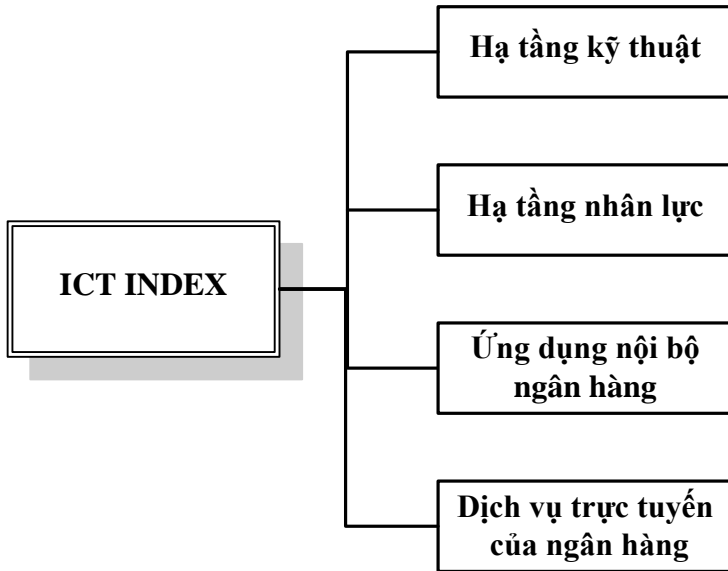 Hạ tầng kỹ thuật
Hạ tầng nhân lực
ICT INDEX
Ứng dụng nội bộ
ngân hàng
Dịch vụ trực tuyến
của ngân hàng